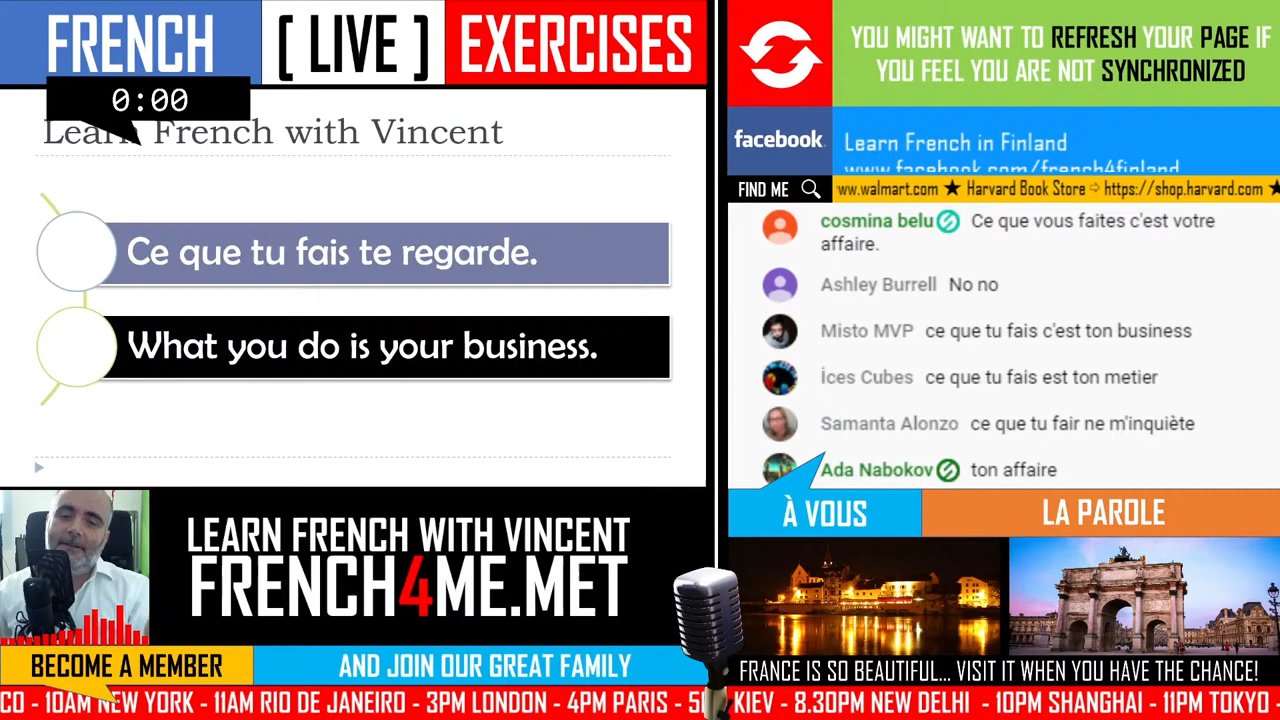 FRENCH
[ LIVE ]
EXERCISES
0:00
Learn French with Vincent
Ce que tu fais te regarde.
What you do is your business.
LEARN FRENCH WITH VINCENT
FRENCH4ME.MET
BECOME A MEMBER
AND JOIN OUR GREAT FAMILY
YOU MIGHT WANT TO REFRESH YOUR PAGE IF
YOU FEEL YOU ARE NOT SYNCHRONIZED
facebook.
Learn French in Finland
www.facebook.com/french4finland
FIND ME
ww.walmart.com ★ Harvard Book Store ⇨ https://shop.harvard.com ★
cosmina belu Ce que vous faites c'est votre
affaire.
Ashley Burrell No no
Misto MVP ce que tu fais c'est ton business
İces Cubes ce que tu fais est ton metier
Samanta Alonzo ce que tu fair ne m'inquiète
Ada Nabokov ton affaire
À VOUS
LA PAROLE
FRANCE IS SO BEAUTIFUL... VISIT IT WHEN YOU HAVE THE CHANCE!
CO - 10AM NEW YORK - 11AM RIO DE JANEIRO - 3PM LONDON - 4PM PARIS - 5 KIEV - 8.30PM NEW DELHI - 10PM SHANGHAI - 11PM TOKYO -